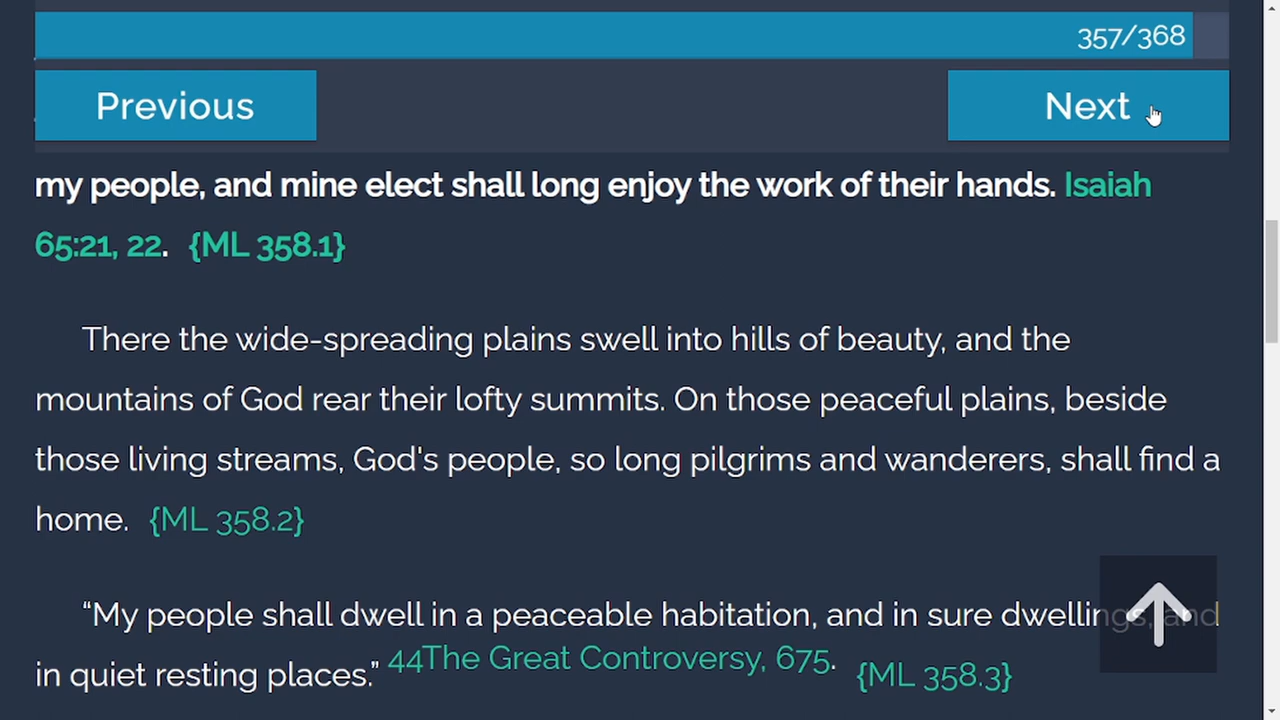 357/368
Previous
Next
my people, and mine elect shall long enjoy the work of their hands. Isaiah
65:21, 22. {ML 358.1}
There the wide-spreading plains swell into hills of beauty, and the
mountains of God rear their lofty summits. On those peaceful plains, beside
those living streams, God's people, so long pilgrims and wanderers, shall find a
home. {ML 358.2}
“My people shall dwell in a peaceable habitation, and in sure dwellings, and
in quiet resting places.” 44The Great Controversy, 675. {ML 358.3}